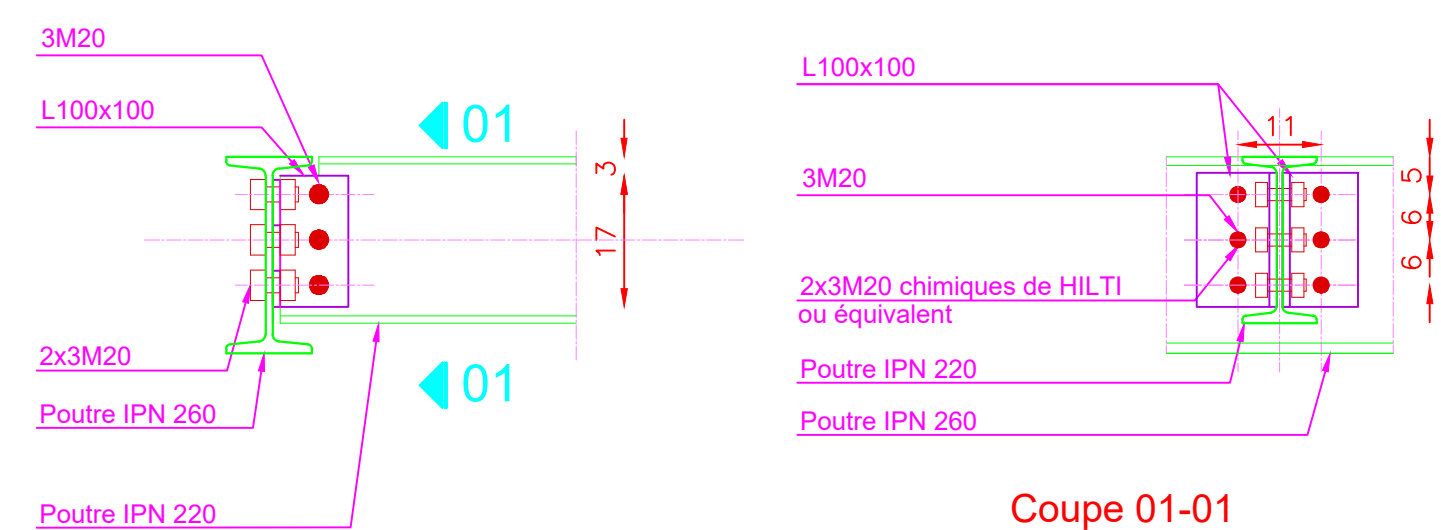 3M20
L100x100
01
3
17
2x3M20
01
Poutre IPN 260
Poutre IPN 220
L100x100
11
3M20
5
6
6
2x3M20 chimiques de HILTI
ou équivalent
Poutre IPN 220
Poutre IPN 260
Coupe 01-01